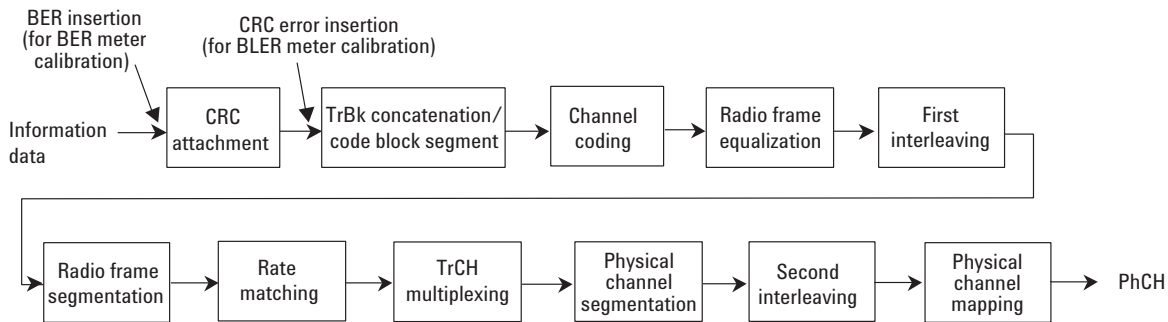 BER insertion
(for BER meter
calibration)
CRC error insertion
(for BLER meter calibration)
Information
data
CRC
attachment
TrBk concatenation/
code block segment
Channel
coding
Radio frame
equalization
First
interleaving
Radio frame
segmentation
Rate
matching
TrCH
multiplexing
Physical
channel
segmentation
Second
interleaving
Physical
channel
mapping
PhCH